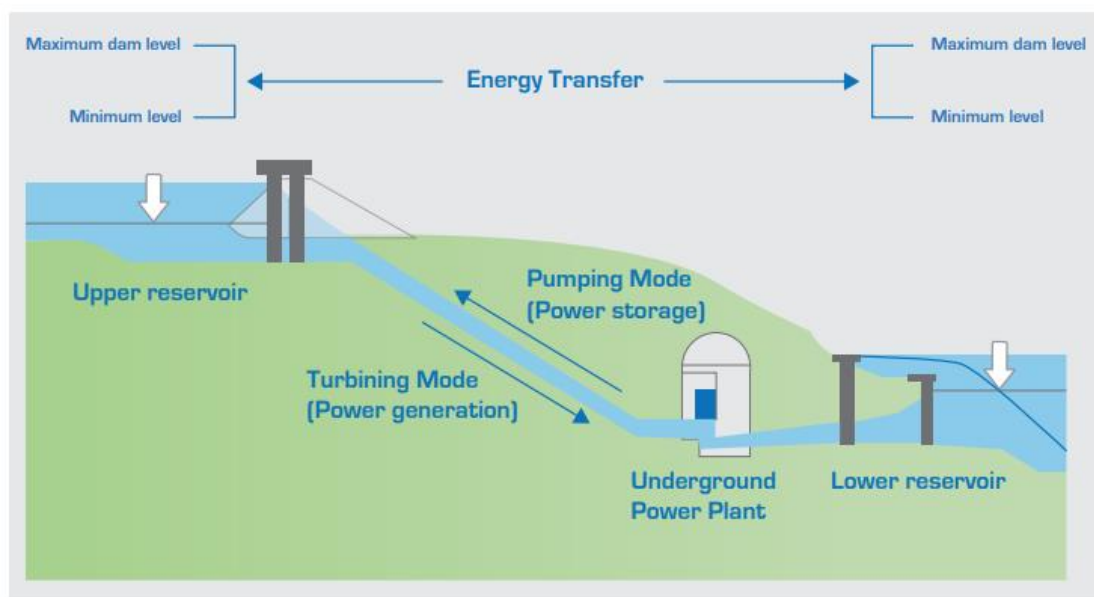 Maximum dam level
Maximum dam level
Energy Transfer
Minimum level
Minimum level
Pumping Mode
(Power storage)
Upper reservoir
Turbining Mode
(Power generation)
Underground
Power Plant
Lower reservoir